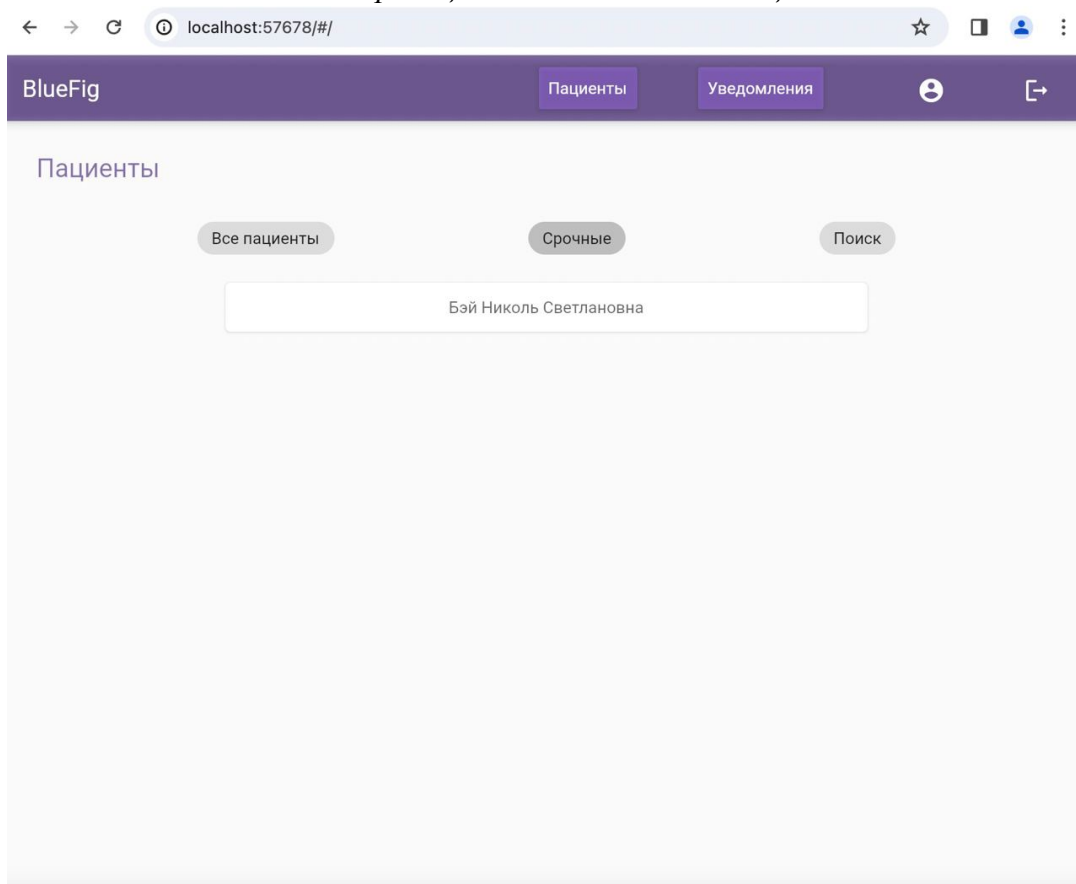 localhost:57678/#/
BlueFig Пациенты Уведомления
Пациенты
Все пациенты Срочные Поиск
Бэй Николь Светлановна